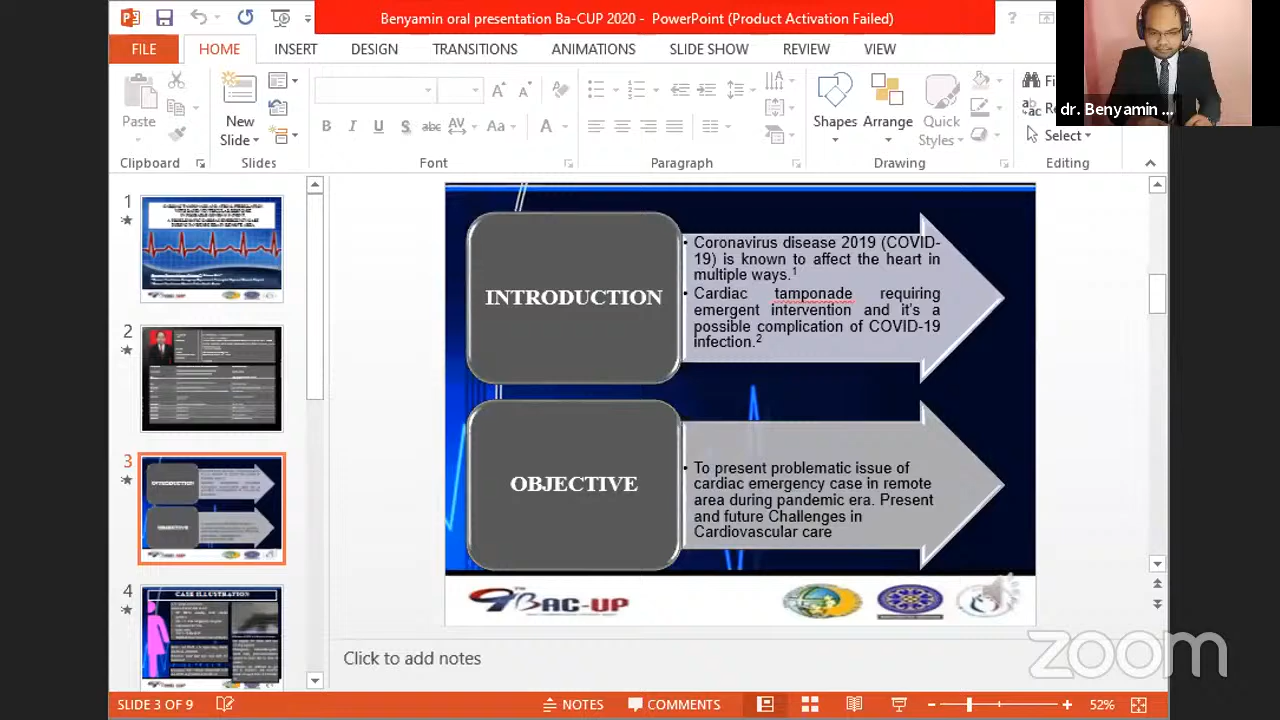 Benyamin oral presentation Ba-CUP 2020 - PowerPoint (Product Activation Failed)
FILE
HOME
INSERT
DESIGN
TRANSITIONS
ANIMATIONS
SLIDE SHOW
REVIEW
VIEW
dr. Benyamin ...
Paste
New
Slide
Shapes
Arrange
Quick
Styles
Select
Clipboard
Slides
Font
Paragraph
Drawing
Editing
1
2
3
4
CASE ILLUSTRATION
INTRODUCTION
• Coronavirus disease 2019 (COVID-
19) is known to affect the heart in
multiple ways.1
• Cardiac tamponade requiring
emergent intervention and it's a
possible complication of COVID-19
infection.2
OBJECTIVE
• To present problematic issue of
cardiac emergency case in remote
area during pandemic era. Present
and future Challenges in
Cardiovascular care
BAC-UP
Click to add notes
zoom
SLIDE 3 OF 9
NOTES
COMMENTS
52%